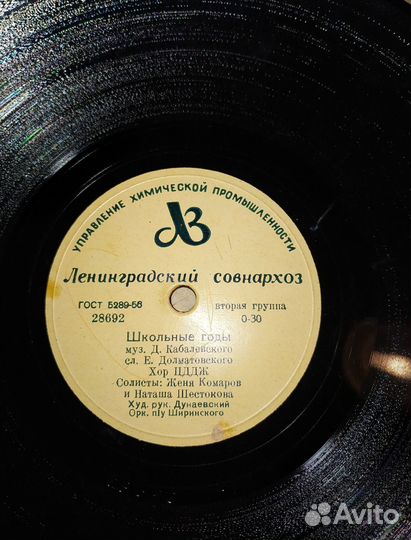 УПРАВЛЕНИЕ ХИМИЧЕСКОЙ ПРОМЫШЛЕННОСТИ
ЛЗ
Ленинградский совнархоз
ГОСТ 5289-56 вторая группа
28692 0-30
Школьные годы
муз. Д. Кабалевского
сл. Е. Долматовского
Хор ЦДДЖ
Солисты: Женя Комаров
и Наташа Шестокова
Худ. рук. Дунаевский
Орк. п/у Ширинского
Avito